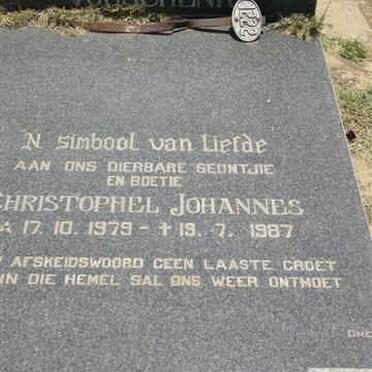 1522
'N simbool van liefde
AAN ONS DIERBARE SEUNTJIE
EN BOETIE
CHRISTOPHEL JOHANNES
* 17. 10. 1979 - † 19. 7. 1987
AFSKEIDSWOORD GEEN LAASTE GROET
IN DIE HEMEL SAL ONS WEER ONTMOET